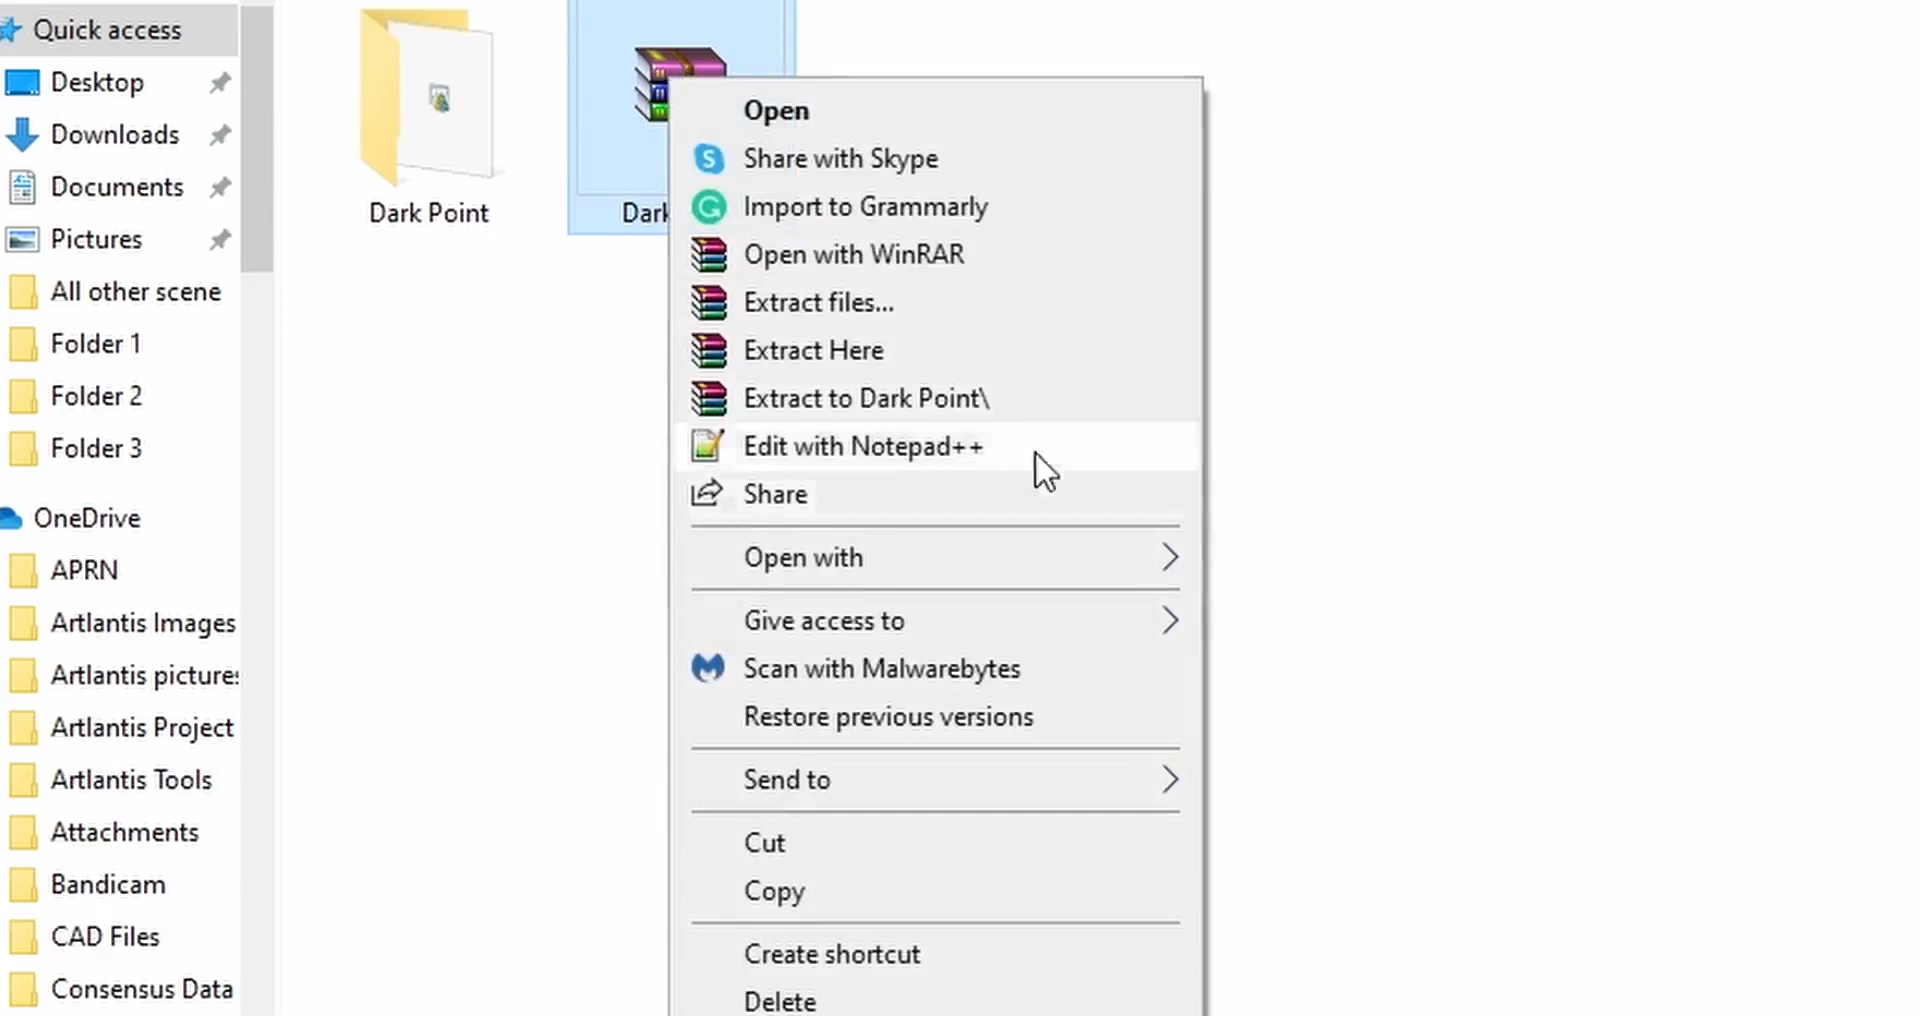 Quick access
Desktop
Downloads
Documents
Pictures
All other scene
Folder 1
Folder 2
Folder 3
OneDrive
APRN
Artlantis Images
Artlantis pictures
Artlantis Project
Artlantis Tools
Attachments
Bandicam
CAD Files
Consensus Data
Dark Point
Dark
Open
Share with Skype
Import to Grammarly
Open with WinRAR
Extract files...
Extract Here
Extract to Dark Point\
Edit with Notepad++
Share
Open with
Give access to
Scan with Malwarebytes
Restore previous versions
Send to
Cut
Copy
Create shortcut
Delete